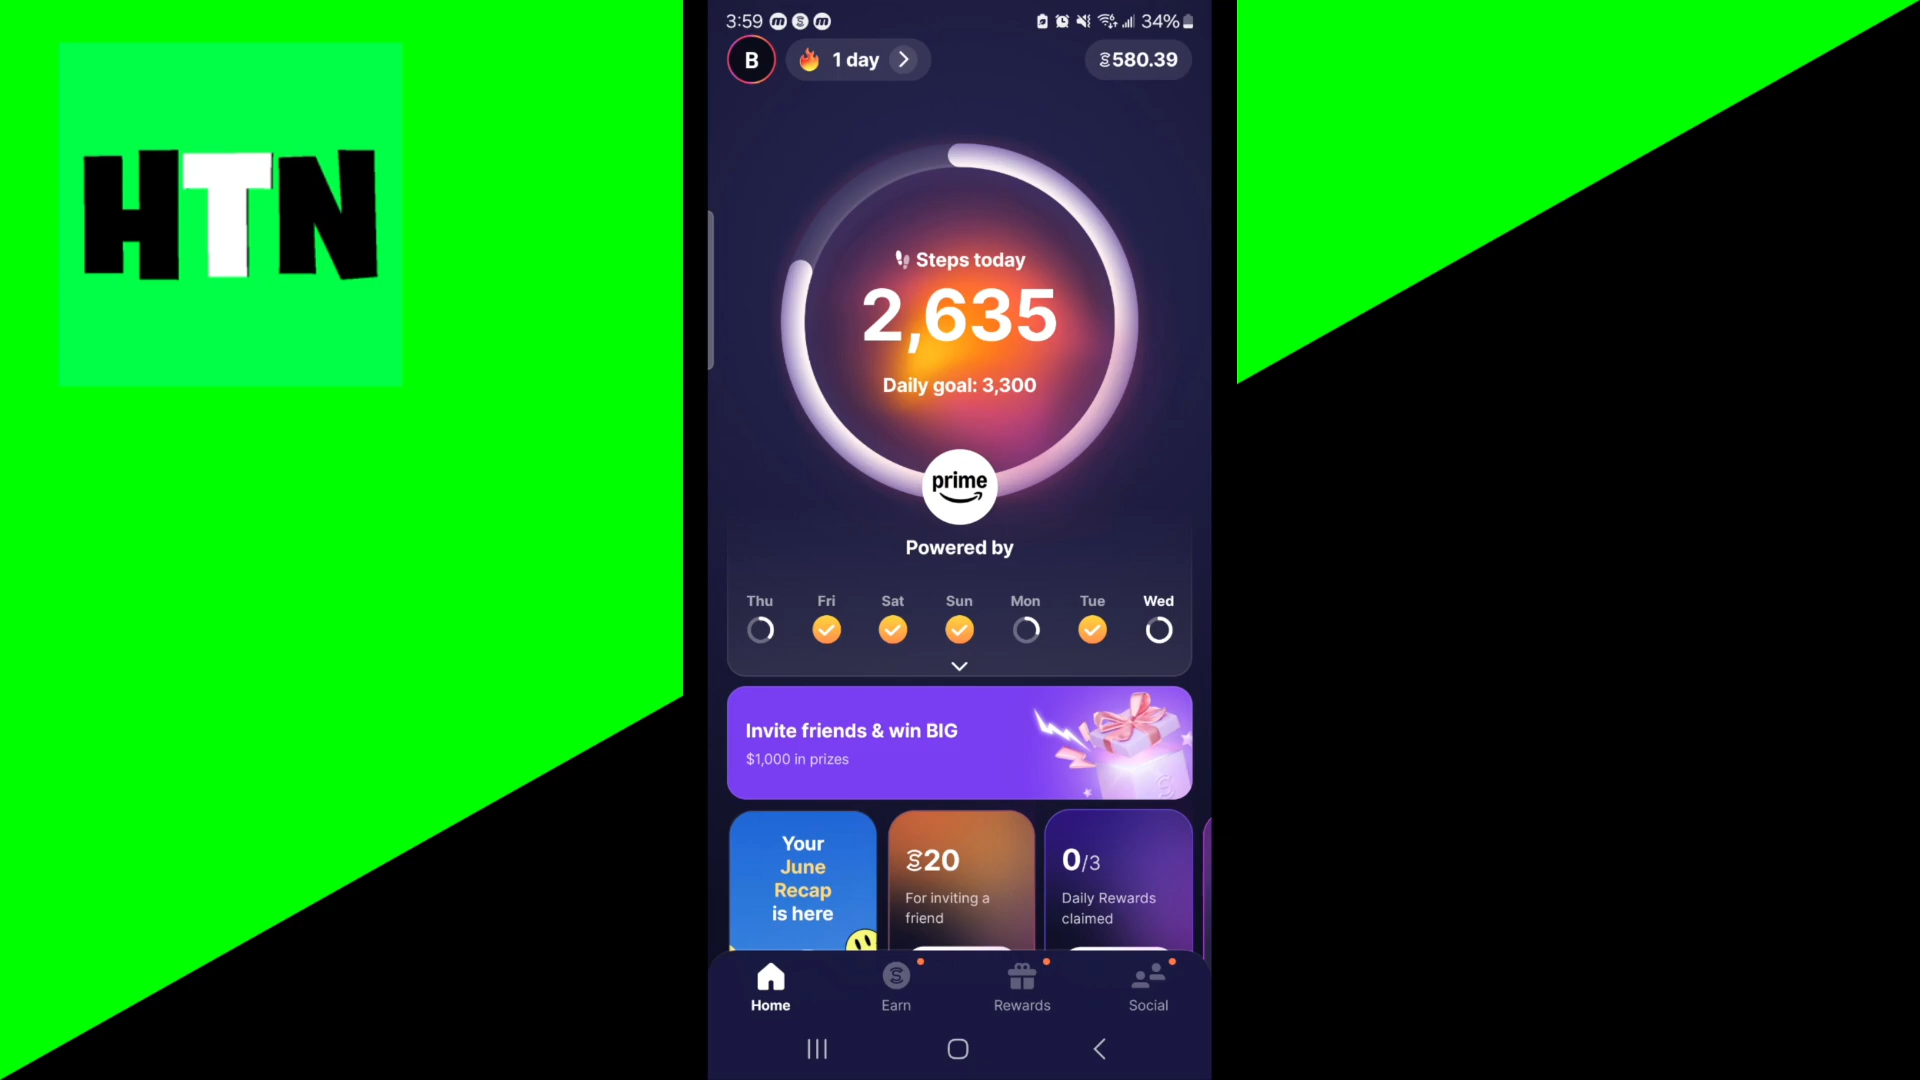 HTN
3:59
34%
B
1 day
580.39
Steps today
2,635
Daily goal: 3,300
prime
Powered by
Thu Fri Sat Sun Mon Tue Wed
Invite friends & win BIG
$1,000 in prizes
Your
June
Recap
is here
20
For inviting a
friend
0/3
Daily Rewards
claimed
Home Earn Rewards Social